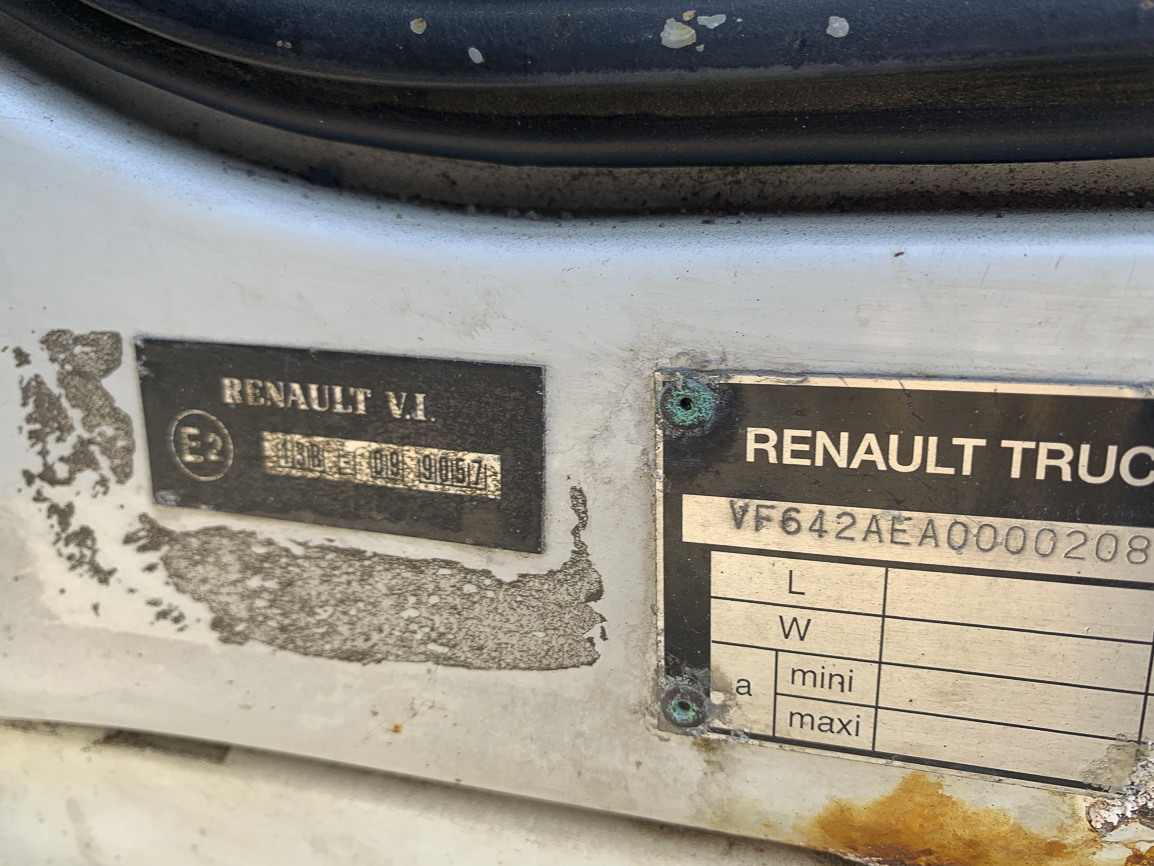 RENAULT V.I.
E2
RENAULT TRUC
VF642AEA0000208
L
W
a
mini
maxi